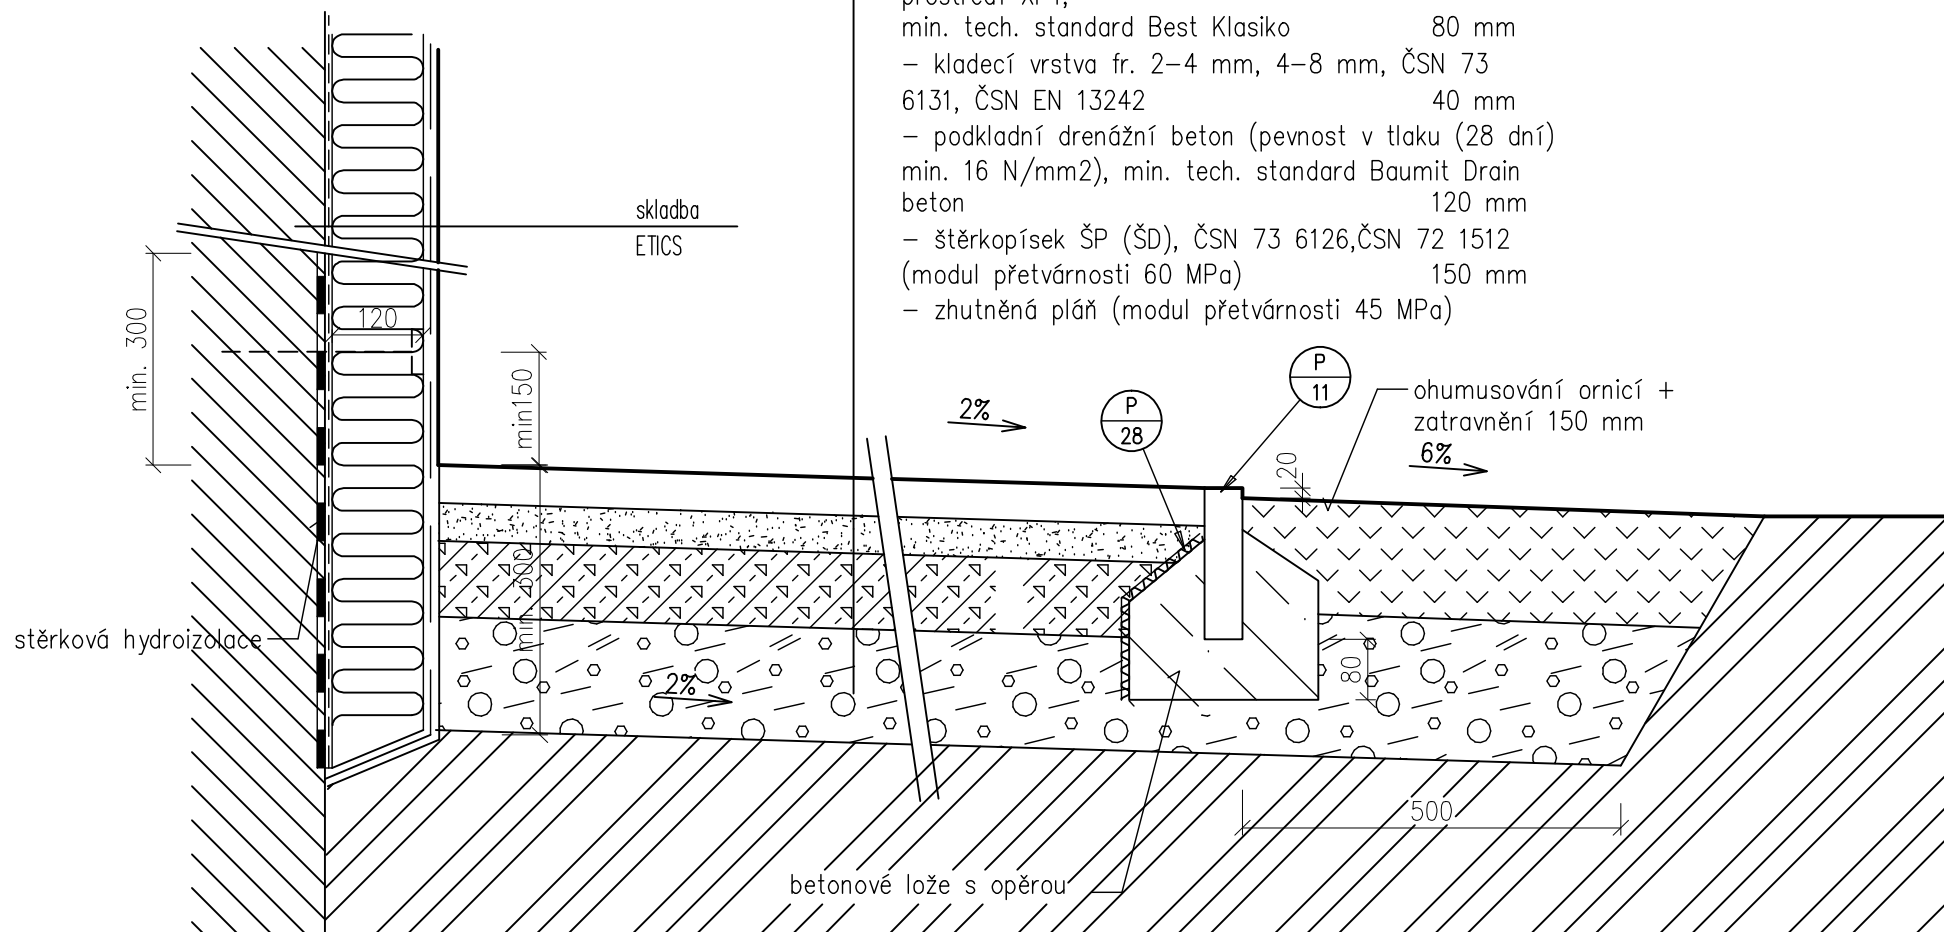 min. tech. standard Best Klasiko 80 mm
– kladecí vrstva fr. 2–4 mm, 4–8 mm, ČSN 73
6131, ČSN EN 13242 40 mm
– podkladní drenážní beton (pevnost v tlaku (28 dní)
min. 16 N/mm2), min. tech. standard Baumit Drain
beton 120 mm
– štěrkopísek ŠP (ŠD), ČSN 73 6126,ČSN 72 1512
(modul přetvárnosti 60 MPa) 150 mm
– zhutněná pláň (modul přetvárnosti 45 MPa)
skladba
ETICS
min. 300
120
min150
2%
P
28
P
11
ohumusování ornicí +
zatravnění 150 mm
6%
20
min. 300
stěrková hydroizolace
2%
80
500
betonové lože s opěrou